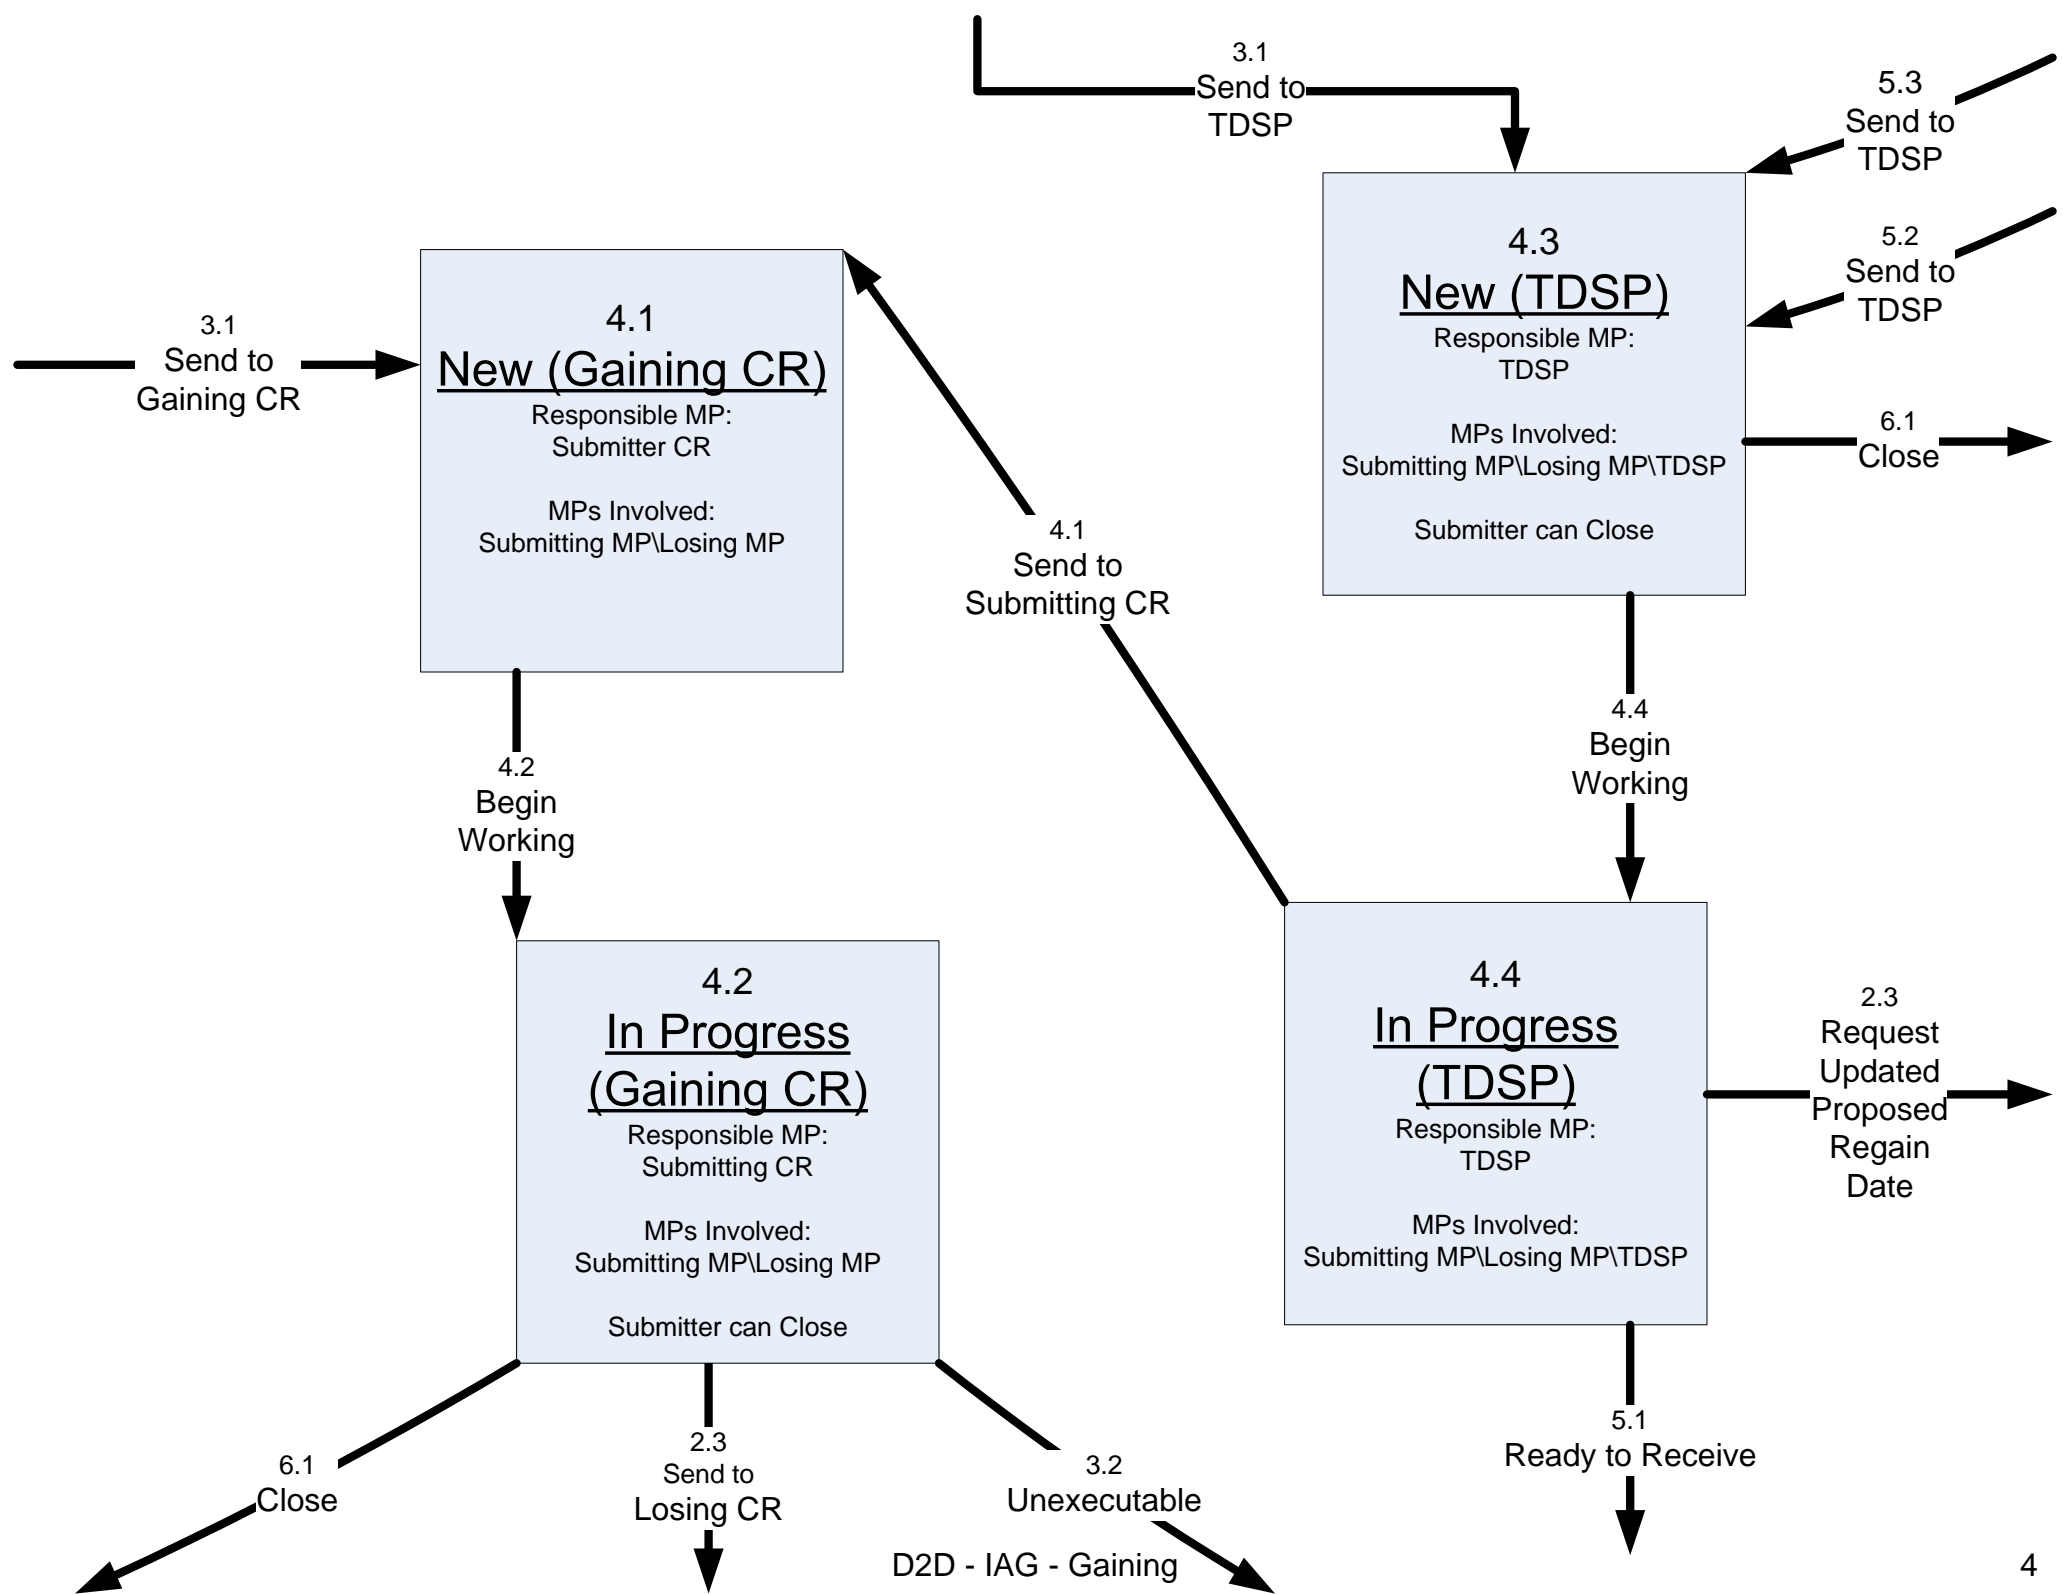 3.1
Send to
TDSP
5.3
Send to
TDSP
5.2
Send to
TDSP
4.3
New (TDSP)
Responsible MP:
TDSP
MPs Involved:
Submitting MP\Losing MP\TDSP
Submitter can Close
6.1
Close
3.1
Send to
Gaining CR
4.1
New (Gaining CR)
Responsible MP:
Submitter CR
MPs Involved:
Submitting MP\Losing MP
4.1
Send to
Submitting CR
4.2
Begin
Working
4.4
Begin
Working
4.2
In Progress
(Gaining CR)
Responsible MP:
Submitting CR
MPs Involved:
Submitting MP\Losing MP
Submitter can Close
4.4
In Progress
(TDSP)
Responsible MP:
TDSP
MPs Involved:
Submitting MP\Losing MP\TDSP
2.3
Request
Updated
Proposed
Regain
Date
6.1
Close
2.3
Send to
Losing CR
3.2
Unexecutable
5.1
Ready to Receive
D2D - IAG - Gaining
4